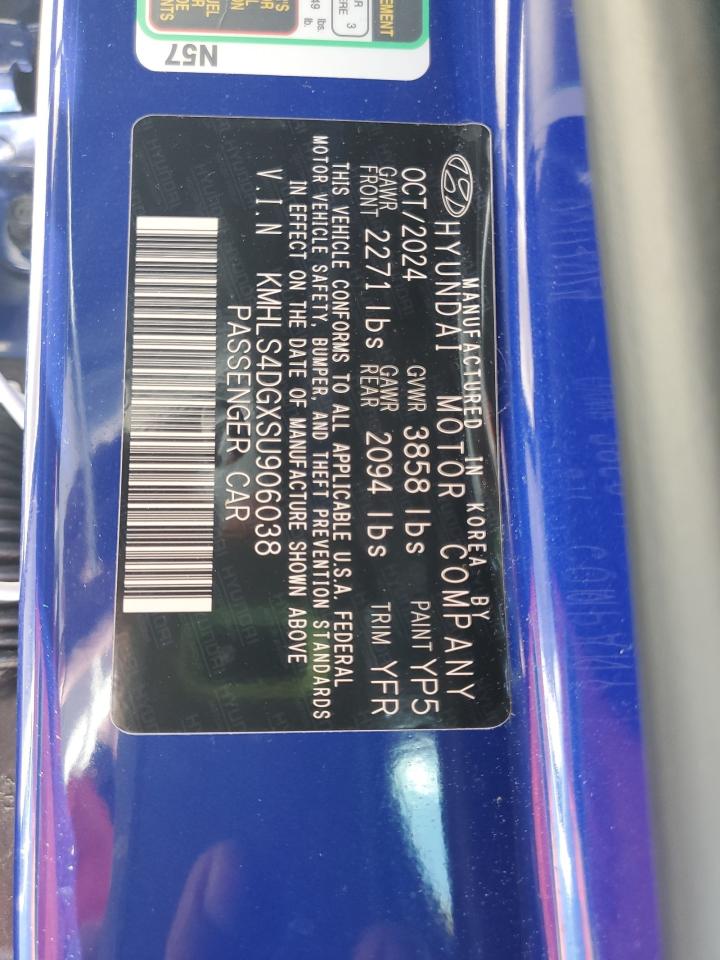 MANUFACTURED IN KOREA BY
HYUNDAI MOTOR COMPANY
OCT/2024 GVWR 3858 lbs PAINT YP5
GAWR FRONT 2271 lbs GAWR REAR 2094 lbs TRIM YFR
THIS VEHICLE CONFORMS TO ALL APPLICABLE U.S.A. FEDERAL
MOTOR VEHICLE SAFETY, BUMPER, AND THEFT PREVENTION STANDARDS
IN EFFECT ON THE DATE OF MANUFACTURE SHOWN ABOVE
V.I.N KMHLS4DGXSU906038
PASSENGER CAR
N57